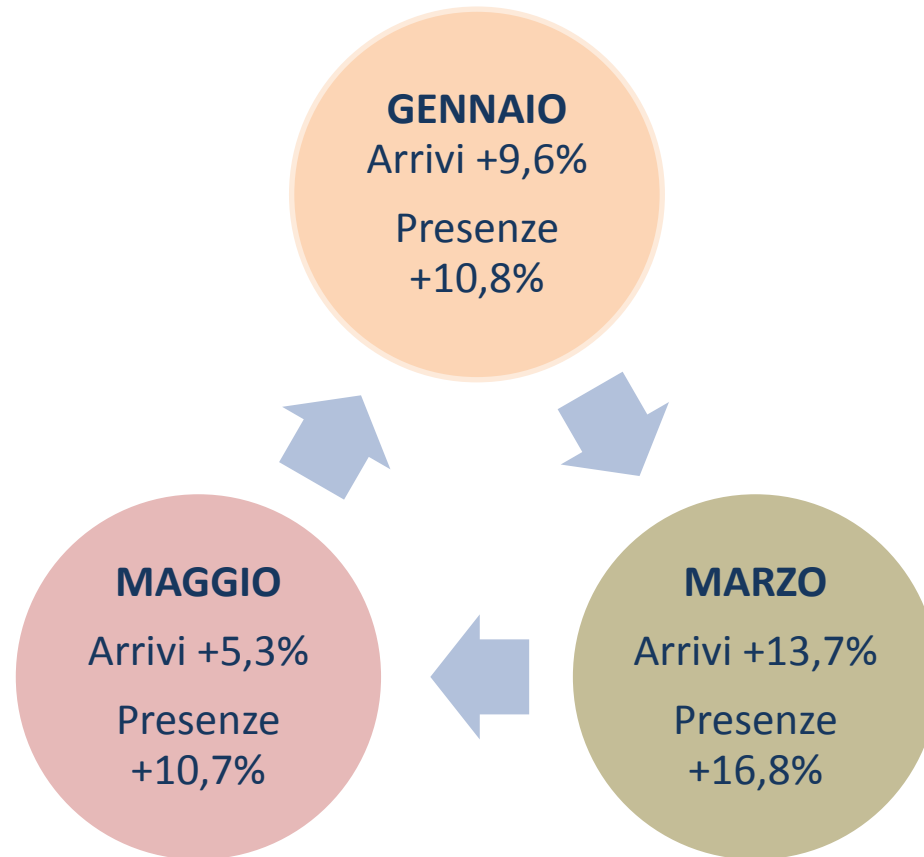 GENNAIO
Arrivi +9,6%
Presenze
+10,8%
MAGGIO
Arrivi +5,3%
Presenze
+10,7%
MARZO
Arrivi +13,7%
Presenze
+16,8%